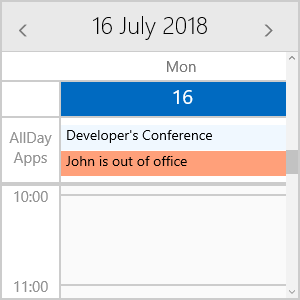 16 July 2018
Mon
16
AllDay
Apps
Developer's Conference
John is out of office
10:00
11:00